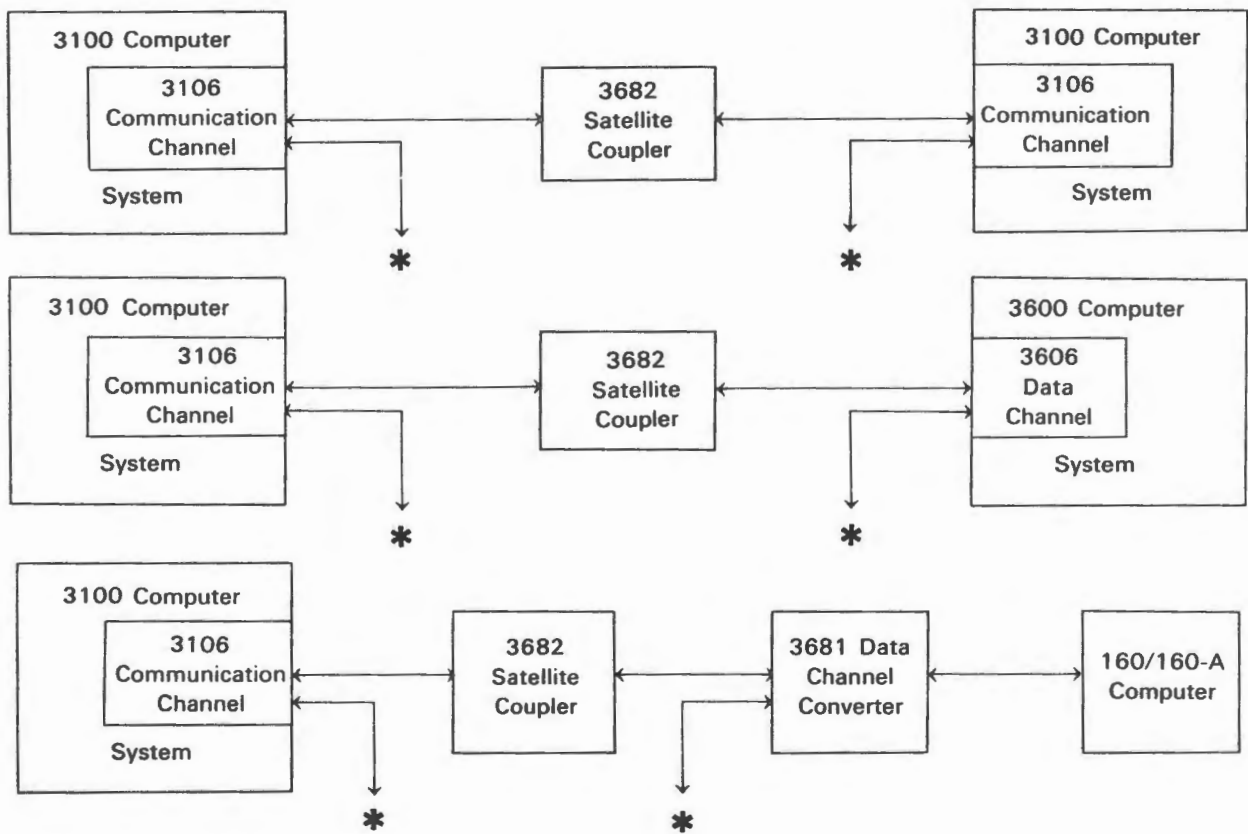 3100 Computer
3106
Communication
Channel
System
3682
Satellite
Coupler
3100 Computer
3106
Communication
Channel
System
*
*
3100 Computer
3106
Communication
Channel
System
3682
Satellite
Coupler
3600 Computer
3606
Data
Channel
System
*
*
3100 Computer
3106
Communication
Channel
System
3682
Satellite
Coupler
3681 Data
Channel
Converter
160/160-A
Computer
*
*